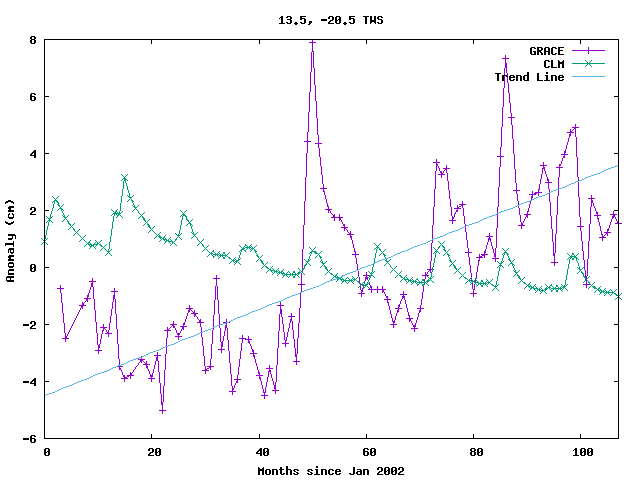 13.5, -20.5 TWS
GRACE
CLM
Trend Line
Anomaly (cm)
8
6
4
2
0
-2
-4
-6
0 20 40 60 80 100
Months since Jan 2002